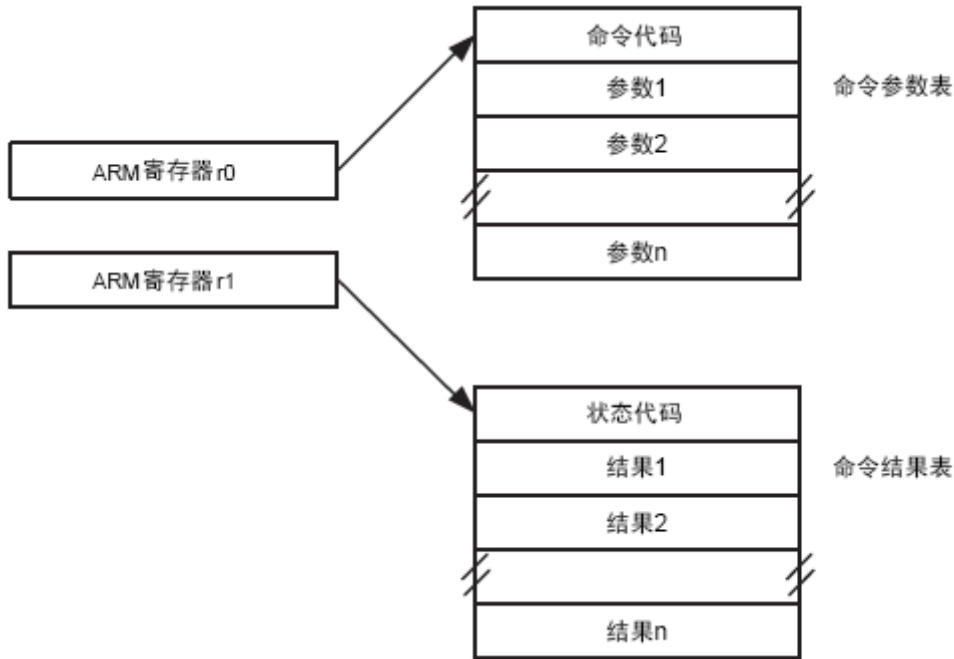 命令代码
参数1
命令参数表
参数2
ARM寄存器r0
参数n
ARM寄存器r1
状态代码
结果1
命令结果表
结果2
结果n